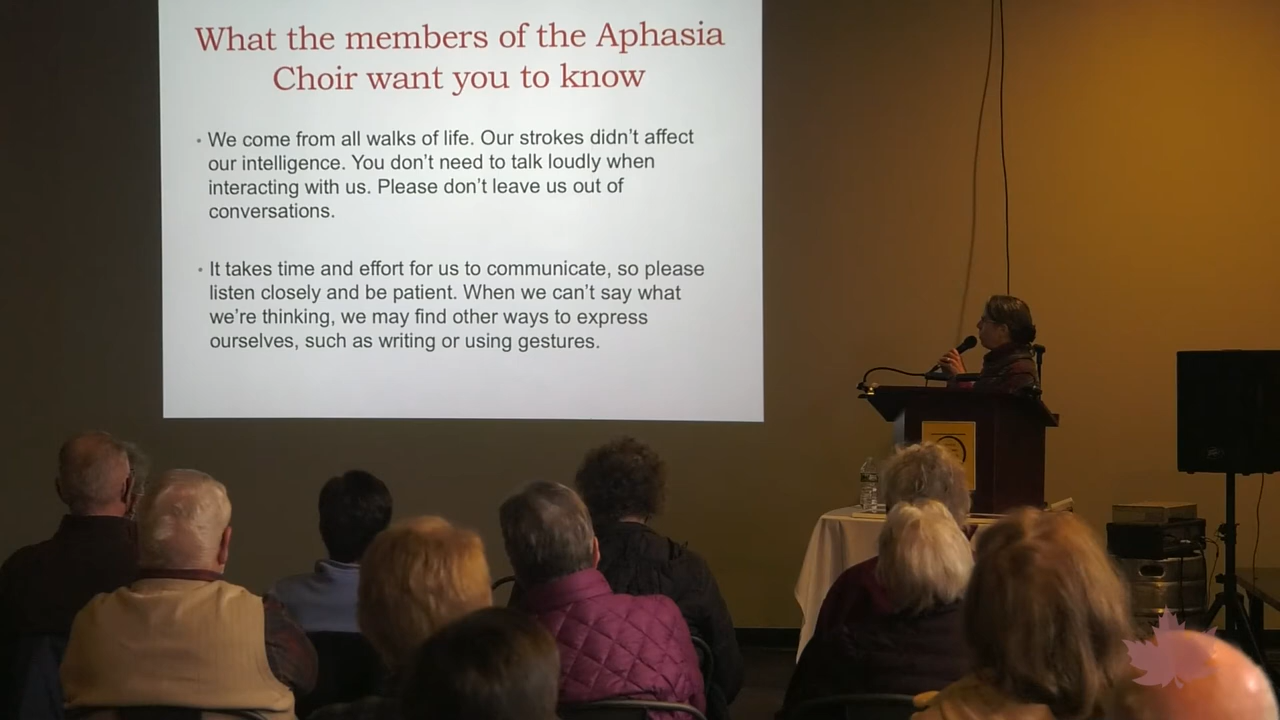 What the members of the Aphasia
Choir want you to know
• We come from all walks of life. Our strokes didn't affect
our intelligence. You don't need to talk loudly when
interacting with us. Please don't leave us out of
conversations.
• It takes time and effort for us to communicate, so please
listen closely and be patient. When we can't say what
we're thinking, we may find other ways to express
ourselves, such as writing or using gestures.